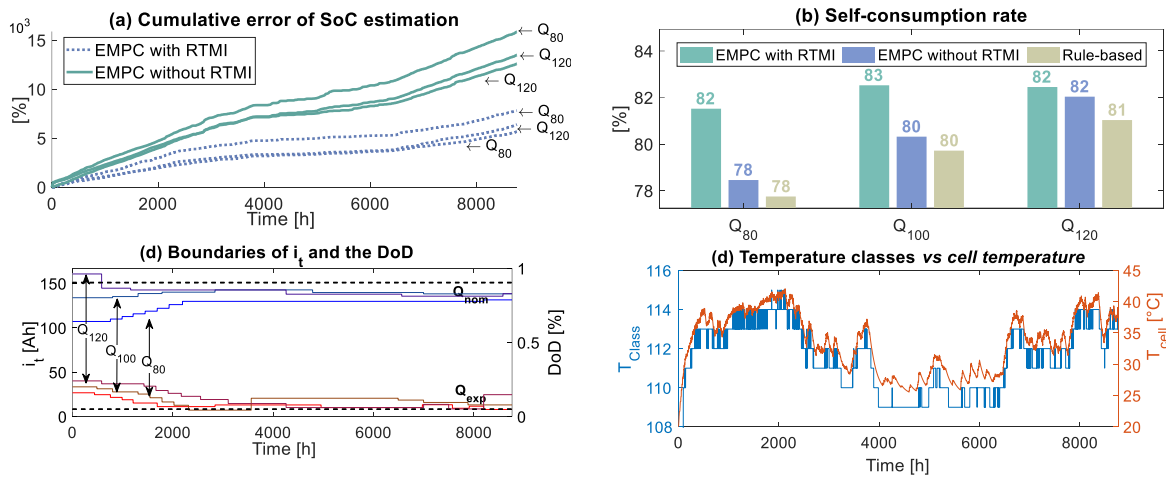 (a) Cumulative error of SoC estimation
10³
15
10
5
0
[%]
EMPC with RTMI
EMPC without RTMI
← Q80
← Q120
← Q120
← Q80
← Q120
← Q80
0 2000 4000 6000 8000
Time [h]
(b) Self-consumption rate
EMPC with RTMI EMPC without RTMI Rule-based
84
82
80
78
[%]
82 78 78
83 80 80
82 82 81
Q80 Q100 Q120
(d) Boundaries of it and the DoD
150
100
50
0
it [Ah]
1
0.5
0
DoD [%]
Qnom
Q120
Q100
Q80
Qexp
0 2000 4000 6000 8000
Time [h]
(d) Temperature classes vs cell temperature
116
114
112
110
108
TClass
45
40
35
30
25
20
Tcell [°C]
0 2000 4000 6000 8000
Time [h]